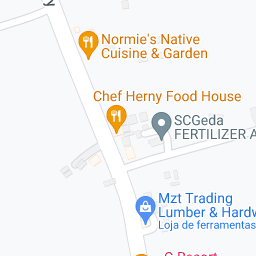 Normie's Native
Cuisine & Garden
Chef Herny Food House
SCGeda
FERTILIZER A
Mzt Trading
Lumber & Hardw
Loja de ferramentas